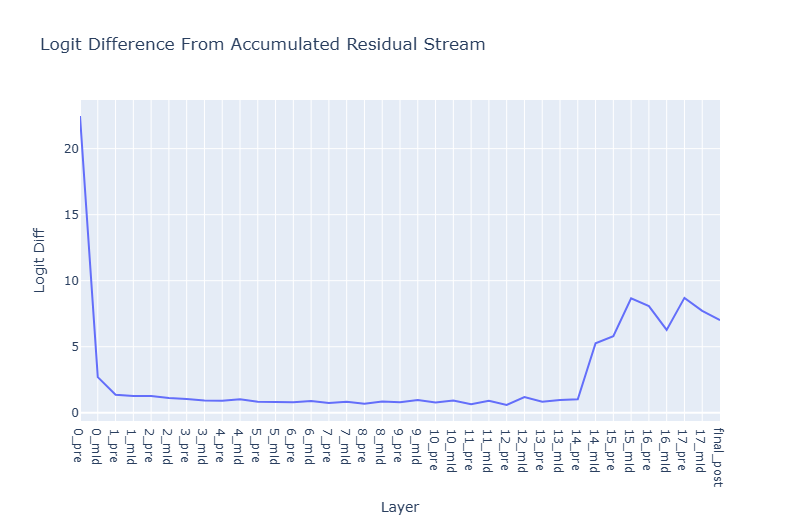 Logit Difference From Accumulated Residual Stream
Logit Diff
20
15
10
5
0
0_pre
0_mid
1_pre
1_mid
2_pre
2_mid
3_pre
3_mid
4_pre
4_mid
5_pre
5_mid
6_pre
6_mid
7_pre
7_mid
8_pre
8_mid
9_pre
9_mid
10_pre
10_mid
11_pre
11_mid
12_pre
12_mid
13_pre
13_mid
14_pre
14_mid
15_pre
15_mid
16_pre
16_mid
17_pre
17_mid
final_post
Layer